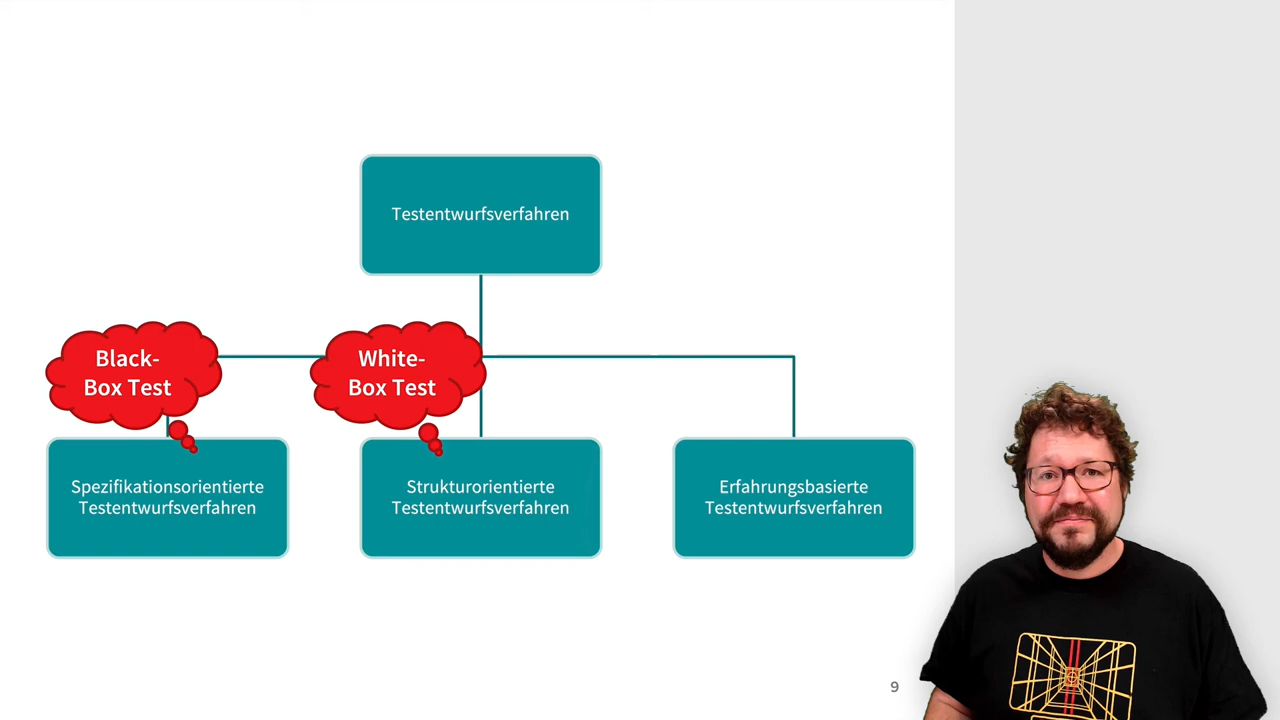 Testentwurfsverfahren
Black-
Box Test
White-
Box Test
Spezifikationsorientierte
Testentwurfsverfahren
Strukturorientierte
Testentwurfsverfahren
Erfahrungsbasierte
Testentwurfsverfahren
9